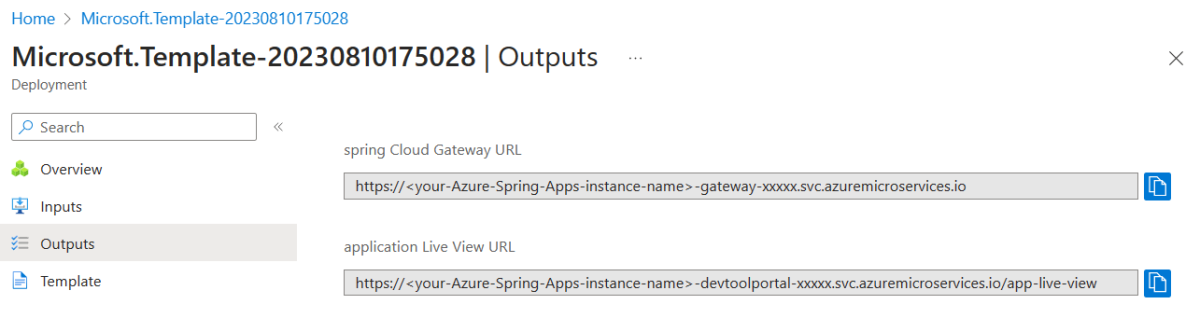 Home > Microsoft.Template-20230810175028
Microsoft.Template-20230810175028 | Outputs ...
Deployment
Search «
Overview
Inputs
Outputs
Template
spring Cloud Gateway URL
https://<your-Azure-Spring-Apps-instance-name>-gateway-xxxxx.svc.azuremicroservices.io
application Live View URL
https://<your-Azure-Spring-Apps-instance-name>-devtoolportal-xxxxx.svc.azuremicroservices.io/app-live-view